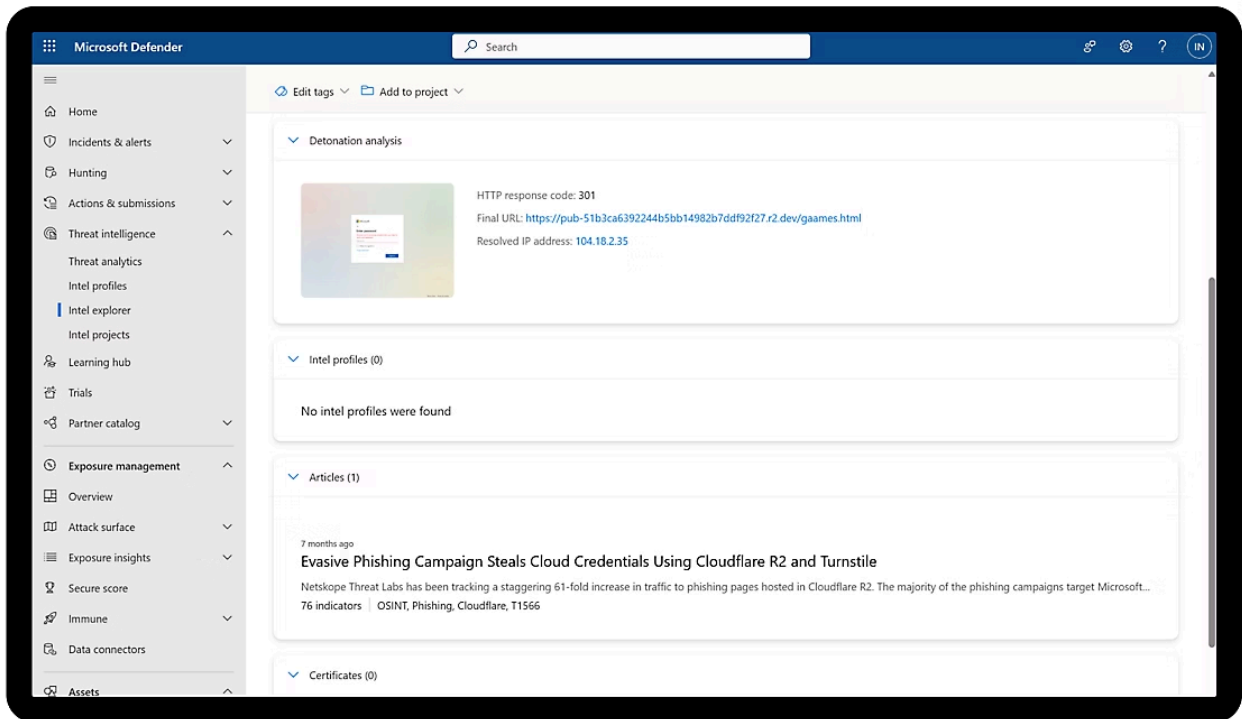 Microsoft Defender
Search
IN
Edit tags
Add to project
Home
Incidents & alerts
Hunting
Actions & submissions
Threat intelligence
Threat analytics
Intel profiles
Intel explorer
Intel projects
Learning hub
Trials
Partner catalog
Exposure management
Overview
Attack surface
Exposure insights
Secure score
Immune
Data connectors
Assets
Detonation analysis
HTTP response code: 301
Final URL: https://pub-51b3ca6392244b5bb14982b7ddf92f27.r2.dev/gaames.html
Resolved IP address: 104.18.2.35
Intel profiles (0)
No intel profiles were found
Articles (1)
7 months ago
Evasive Phishing Campaign Steals Cloud Credentials Using Cloudflare R2 and Turnstile
Netskope Threat Labs has been tracking a staggering 61-fold increase in traffic to phishing pages hosted in Cloudflare R2. The majority of the phishing campaigns target Microsoft...
76 indicators | OSINT, Phishing, Cloudflare, T1566
Certificates (0)